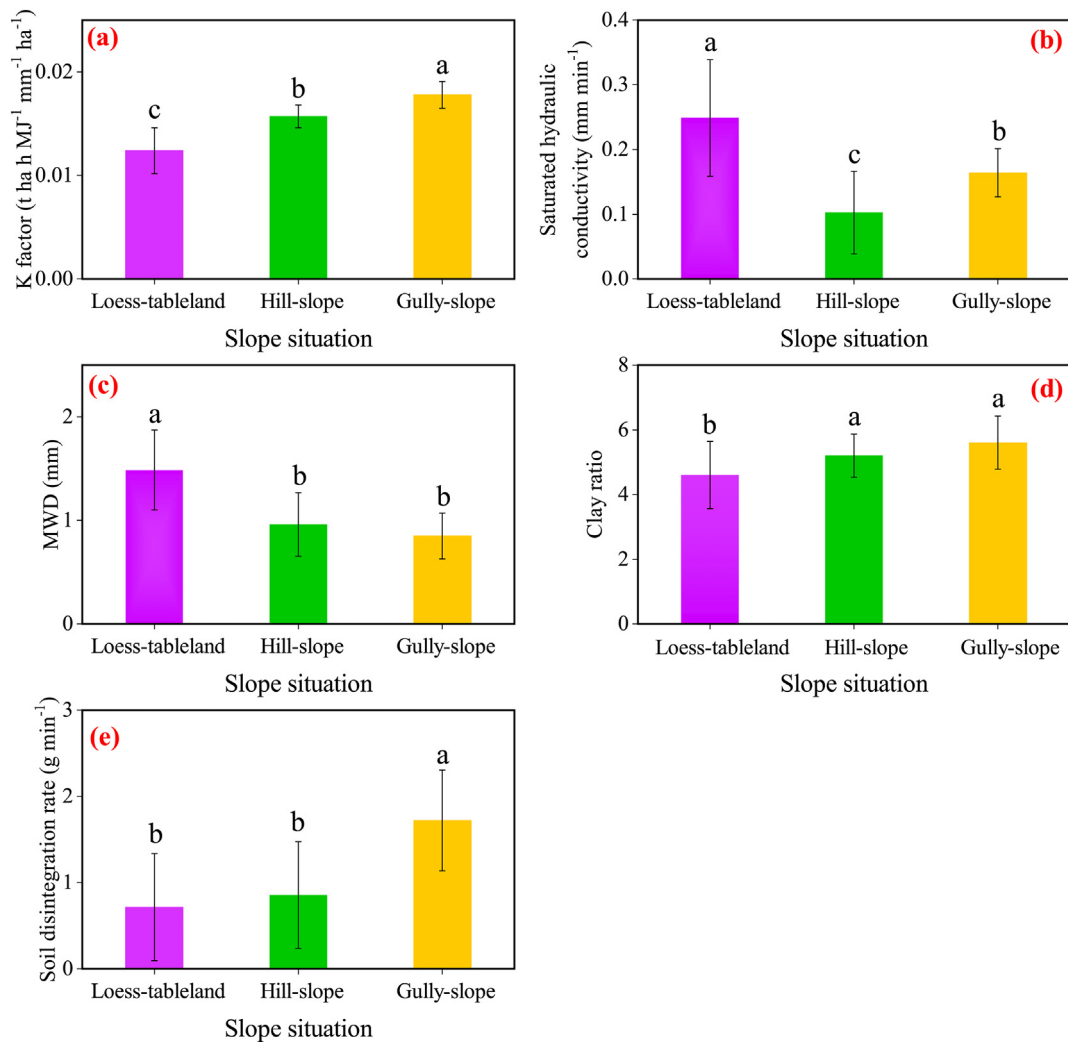 (a)
K factor (t ha h MJ⁻¹ mm⁻¹ ha⁻¹)
0.02
0.01
0.00
c
b
a
Loess-tableland Hill-slope Gully-slope
Slope situation
(b)
Saturated hydraulic
conductivity (mm min⁻¹)
0.4
0.3
0.2
0.1
0.0
a
c
b
Loess-tableland Hill-slope Gully-slope
Slope situation
(c)
MWD (mm)
2
1
0
a
b
b
Loess-tableland Hill-slope Gully-slope
Slope situation
(d)
Clay ratio
8
6
4
2
0
b
a
a
Loess-tableland Hill-slope Gully-slope
Slope situation
(e)
Soil disintegration rate (g min⁻¹)
3
2
1
0
b
b
a
Loess-tableland Hill-slope Gully-slope
Slope situation